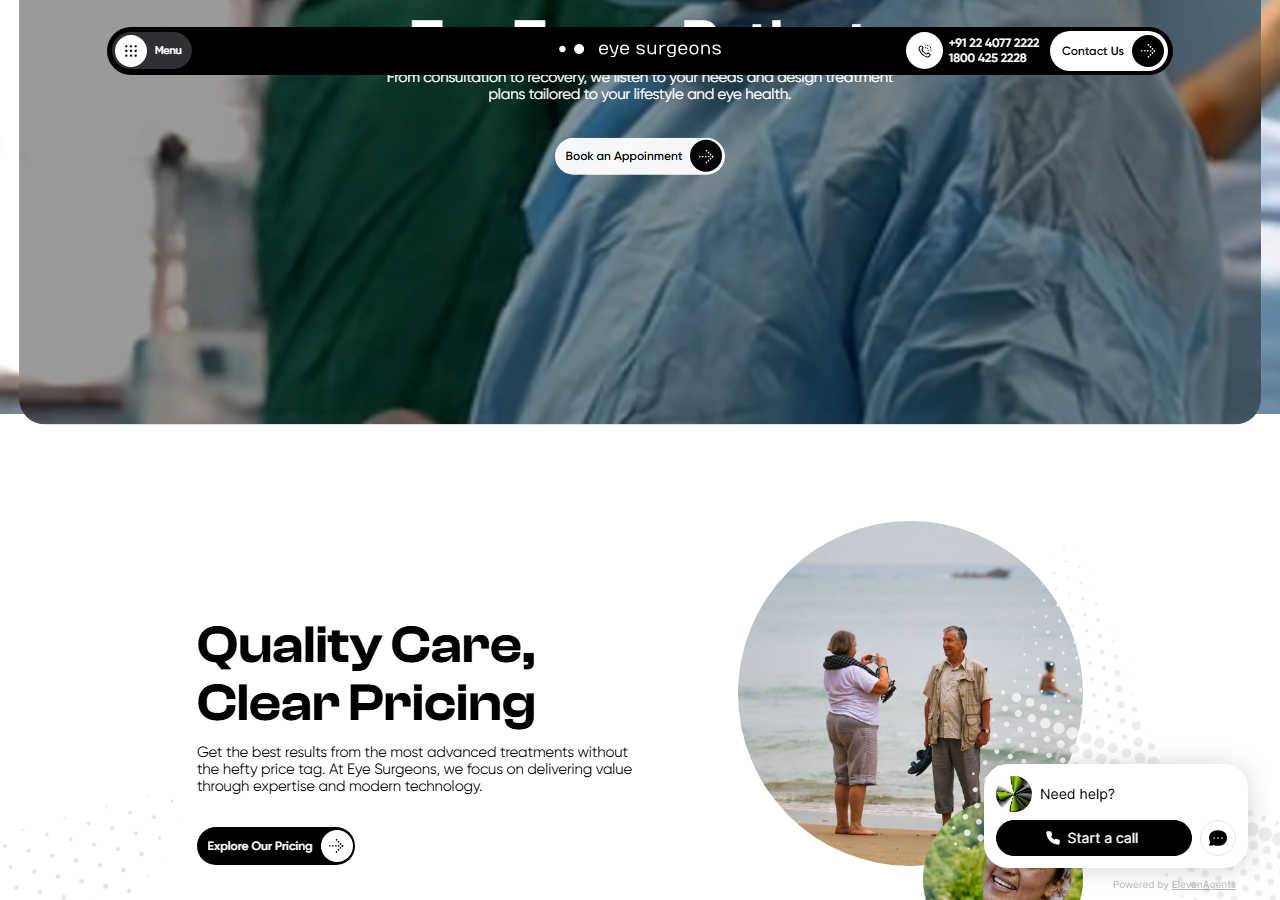 Menu
eye surgeons
+91 22 4077 2222
1800 425 2228
Contact Us
From consultation to recovery, we listen to your needs and design treatment
plans tailored to your lifestyle and eye health.
Book an Appoinment
Quality Care,
Clear Pricing
Get the best results from the most advanced treatments without
the hefty price tag. At Eye Surgeons, we focus on delivering value
through expertise and modern technology.
Explore Our Pricing
Need help?
Start a call
Powered by ElevenAgents